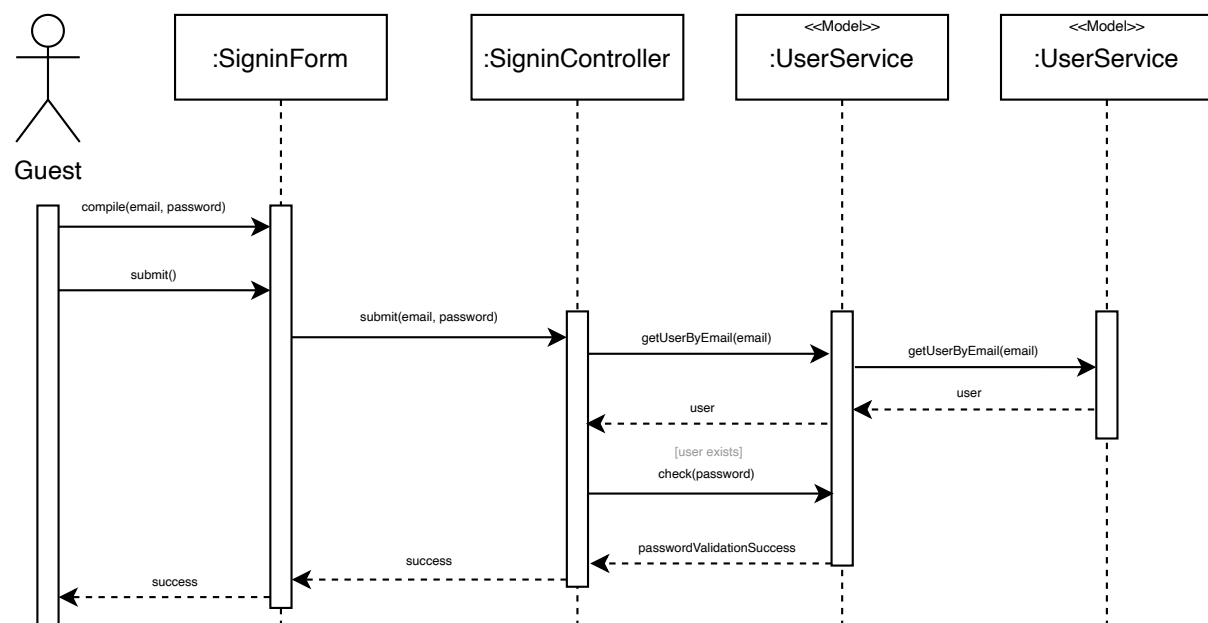 <<Model>>
<<Model>>
:SigninForm
:SigninController
:UserService
:UserService
Guest
compile(email, password)
submit()
submit(email, password)
getUserByEmail(email)
getUserByEmail(email)
user
user
[user exists]
check(password)
passwordValidationSuccess
success
success